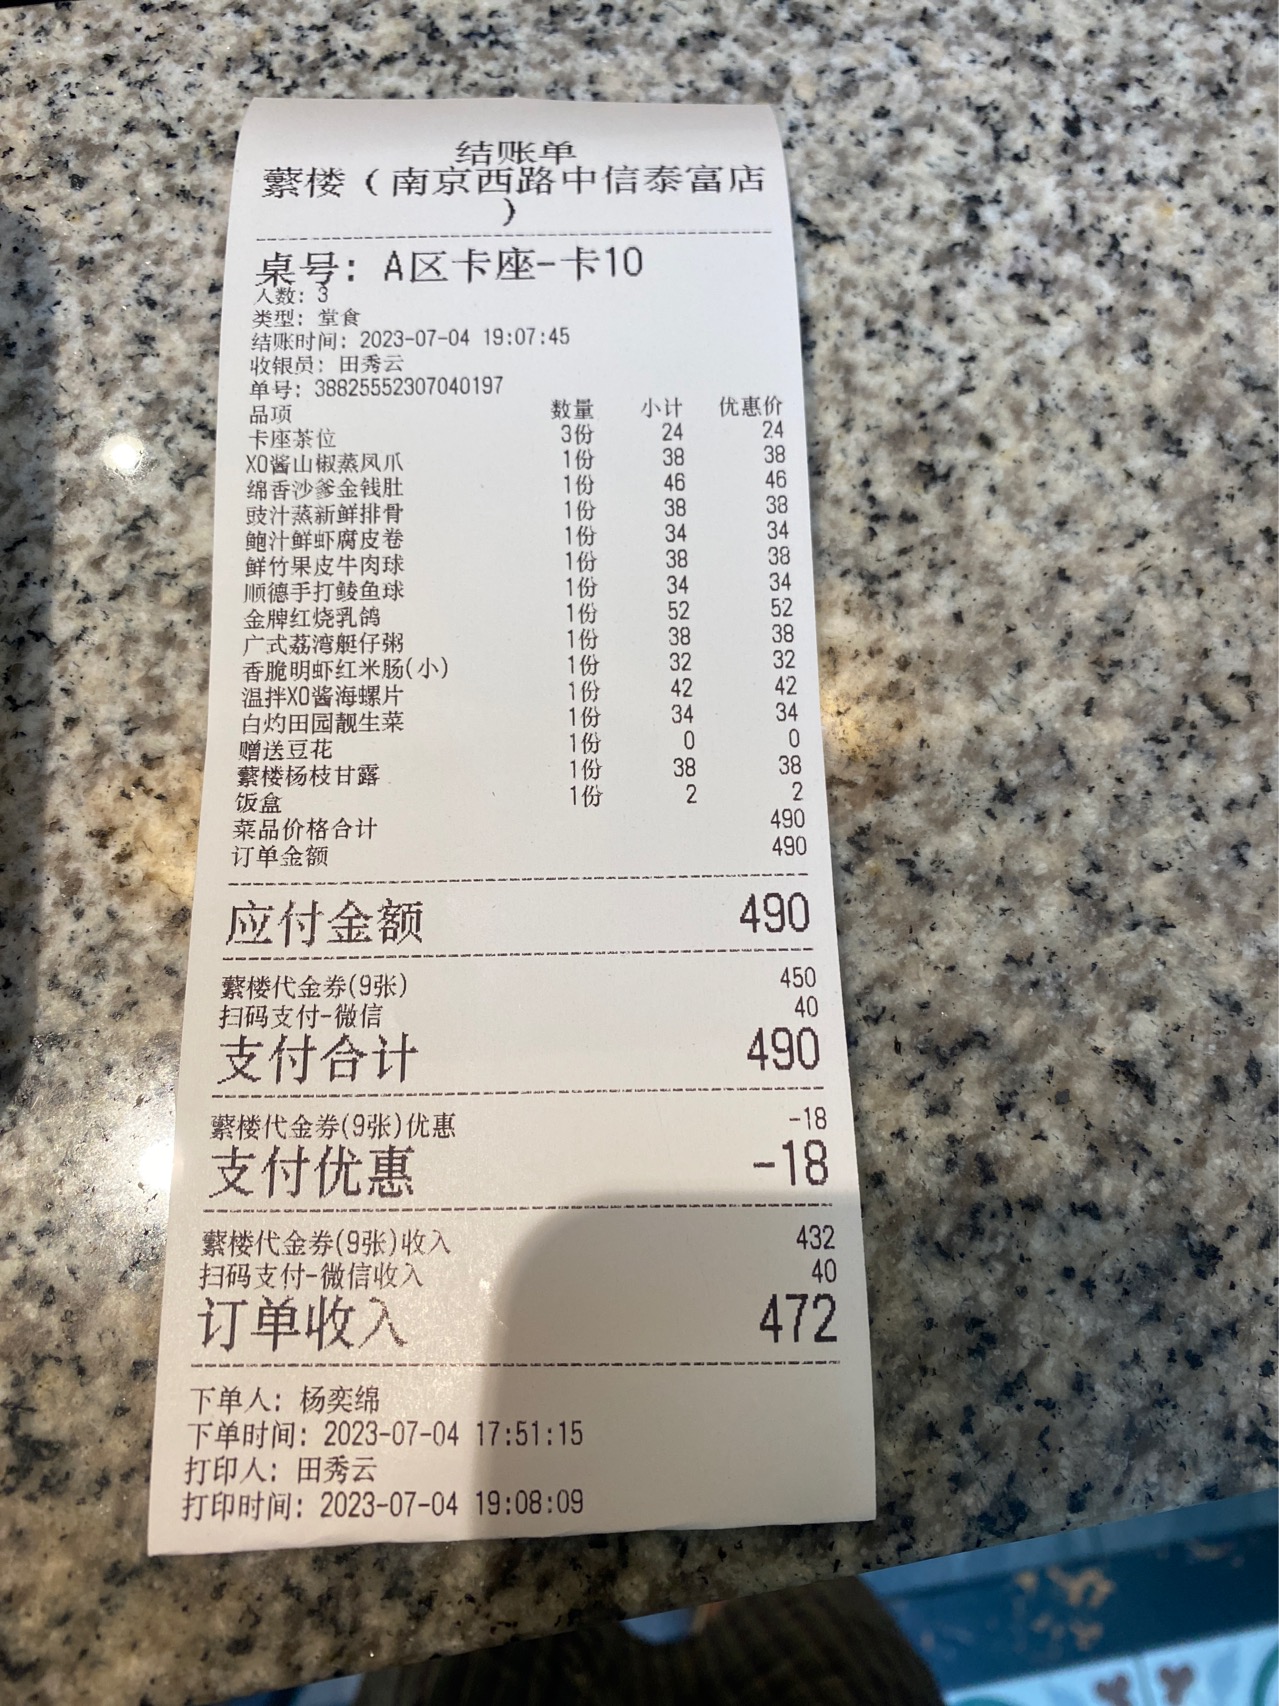 结账单
蘩楼（南京西路中信泰富店
）
桌号: A区卡座-卡10
人数: 3
类型: 堂食
结账时间: 2023-07-04 19:07:45
收银员: 田秀云
单号: 38825552307040197
品项 数量 小计 优惠价
卡座茶位 3份 24 24
XO酱山椒蒸凤爪 1份 38 38
绵香沙爹金钱肚 1份 46 46
豉汁蒸新鲜排骨 1份 38 38
鲍汁鲜虾腐皮卷 1份 34 34
鲜竹果皮牛肉球 1份 38 38
顺德手打鲮鱼球 1份 34 34
金牌红烧乳鸽 1份 52 52
广式荔湾艇仔粥 1份 38 38
香脆明虾红米肠(小) 1份 32 32
温拌XO酱海螺片 1份 42 42
白灼田园靓生菜 1份 34 34
赠送豆花 1份 0 0
蘩楼杨枝甘露 1份 38 38
饭盒 1份 2 2
菜品价格合计 490
订单金额 490
应付金额 490
蘩楼代金券(9张) 450
扫码支付-微信 40
支付合计 490
蘩楼代金券(9张)优惠 -18
支付优惠 -18
蘩楼代金券(9张)收入 432
扫码支付-微信收入 40
订单收入 472
下单人: 杨奕绵
下单时间: 2023-07-04 17:51:15
打印人: 田秀云
打印时间: 2023-07-04 19:08:09